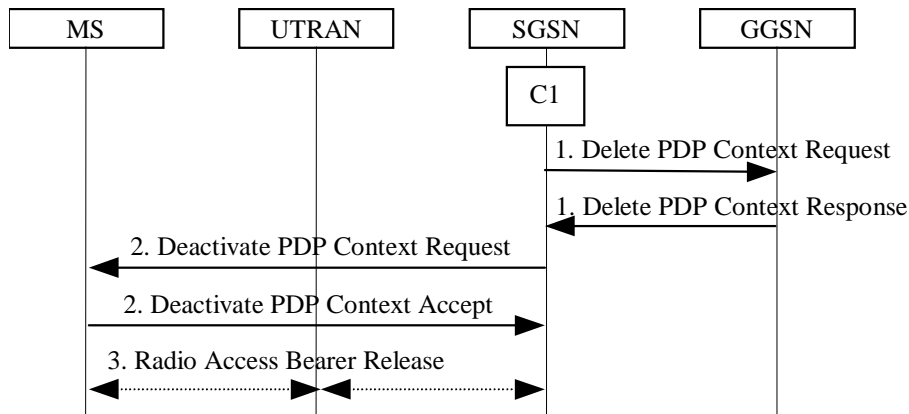 MS
UTRAN
SGSN
GGSN
C1
1. Delete PDP Context Request
1. Delete PDP Context Response
2. Deactivate PDP Context Request
2. Deactivate PDP Context Accept
3. Radio Access Bearer Release